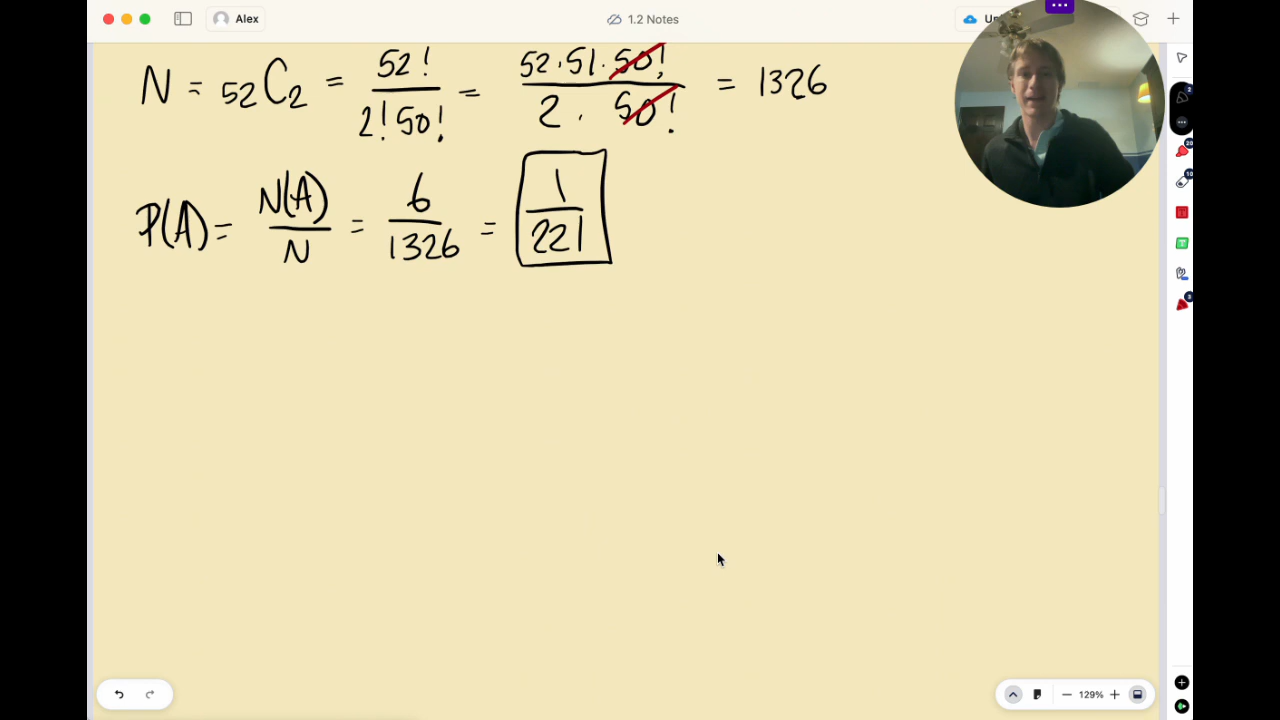 Alex
1.2 Notes
N = 52C2 = 52! / 2! 50! = 52·51·50! / 2 · 50! = 1326
P(A) = N(A) / N = 6 / 1326 = 1 / 221
129%